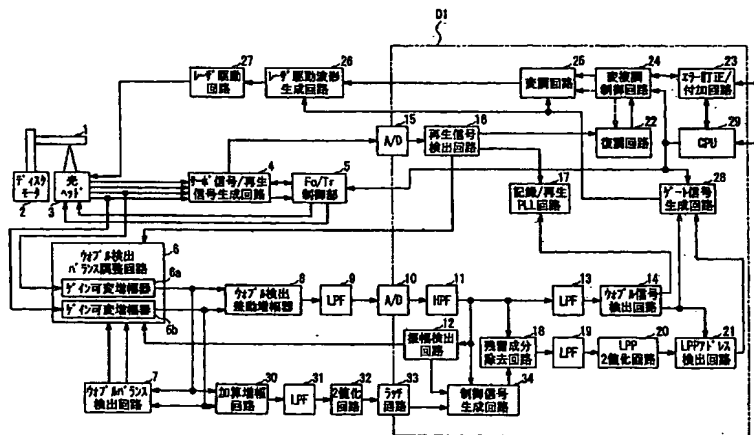 D1
27
レーザ駆動
回路
26
レーザ駆動波形
生成回路
25
変調回路
24
変復調
制御回路
23
エラー訂正/
付加回路
1
15
A/D
16
再生信号
検出回路
22
復調回路
29
CPU
ディスク
モータ
2
光
ヘッド
3
4
サーボ信号/再生
信号生成回路
5
Fo/Tr
制御部
17
記録/再生
PLL回路
28
ゲート信号
生成回路
ウォブル検出
バランス調整回路
6
6a
ゲイン可変増幅器
ゲイン可変増幅器
6b
8
ウォブル検出
差動増幅器
9
LPF
10
A/D
11
HPF
13
LPF
14
ウォブル信号
検出回路
12
振幅検出
回路
18
残留成分
除去回路
19
LPF
20
LPP
2値化回路
21
LPPアドレス
検出回路
ウォブルバランス
検出回路
7
30
加算増幅
回路
31
LPF
32
2値化
回路
33
ラッチ
回路
34
制御信号
生成回路